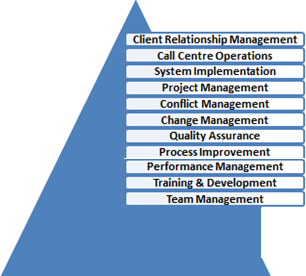 Client Relationship Management
Call Centre Operations
System Implementation
Project Management
Conflict Management
Change Management
Quality Assurance
Process Improvement
Performance Management
Training & Development
Team Management